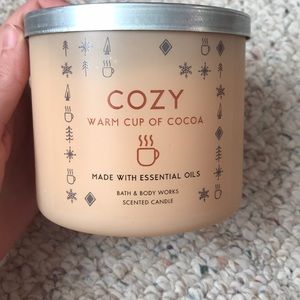 COZY
WARM CUP OF COCOA
MADE WITH ESSENTIAL OILS
BATH & BODY WORKS
SCENTED CANDLE